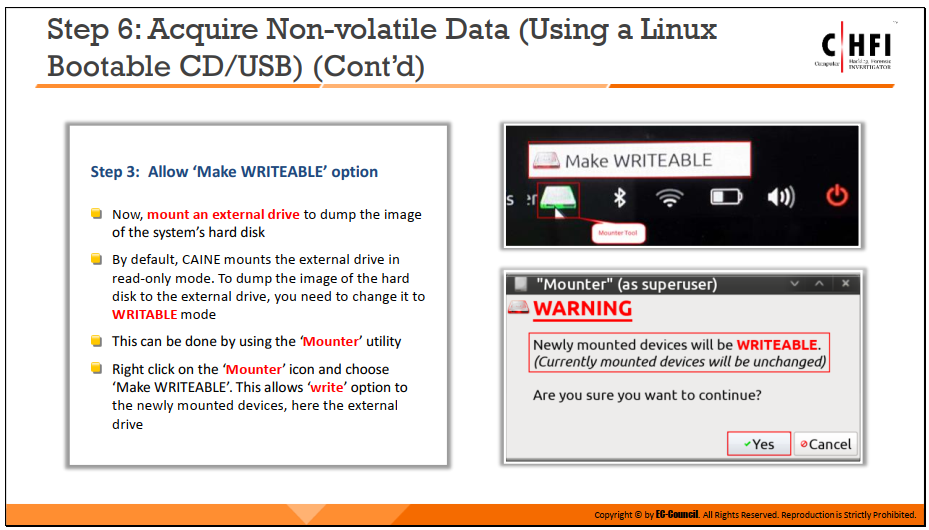 Step 6: Acquire Non-volatile Data (Using a Linux
Bootable CD/USB) (Cont’d)
C HFI
Computer Hacking Forensic
INVESTIGATOR
Step 3: Allow ‘Make WRITEABLE’ option
Now, mount an external drive to dump the image
of the system’s hard disk
By default, CAINE mounts the external drive in
read-only mode. To dump the image of the hard
disk to the external drive, you need to change it to
WRITABLE mode
This can be done by using the ‘Mounter’ utility
Right click on the ‘Mounter’ icon and choose
‘Make WRITEABLE’. This allows ‘write’ option to
the newly mounted devices, here the external
drive
Make WRITEABLE
Mounter Tool
"Mounter" (as superuser)
WARNING
Newly mounted devices will be WRITEABLE.
(Currently mounted devices will be unchanged)
Are you sure you want to continue?
Yes
Cancel
Copyright © by EC-Council. All Rights Reserved. Reproduction is Strictly Prohibited.